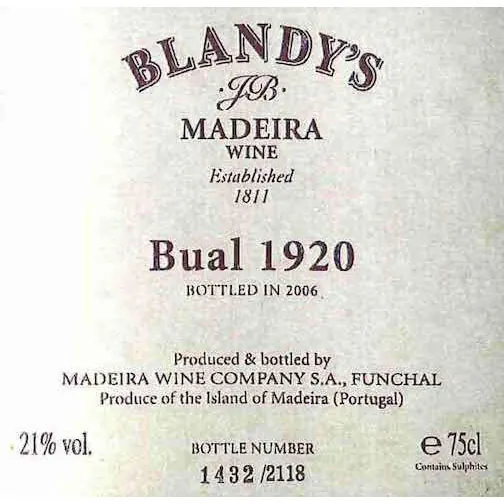 BLANDY'S
·JB·
MADEIRA
WINE
Established
1811
Bual 1920
BOTTLED IN 2006
Produced & bottled by
MADEIRA WINE COMPANY S.A., FUNCHAL
Produce of the Island of Madeira (Portugal)
21% vol.
BOTTLE NUMBER
1432/2118
e 75cl
Contains Sulphites